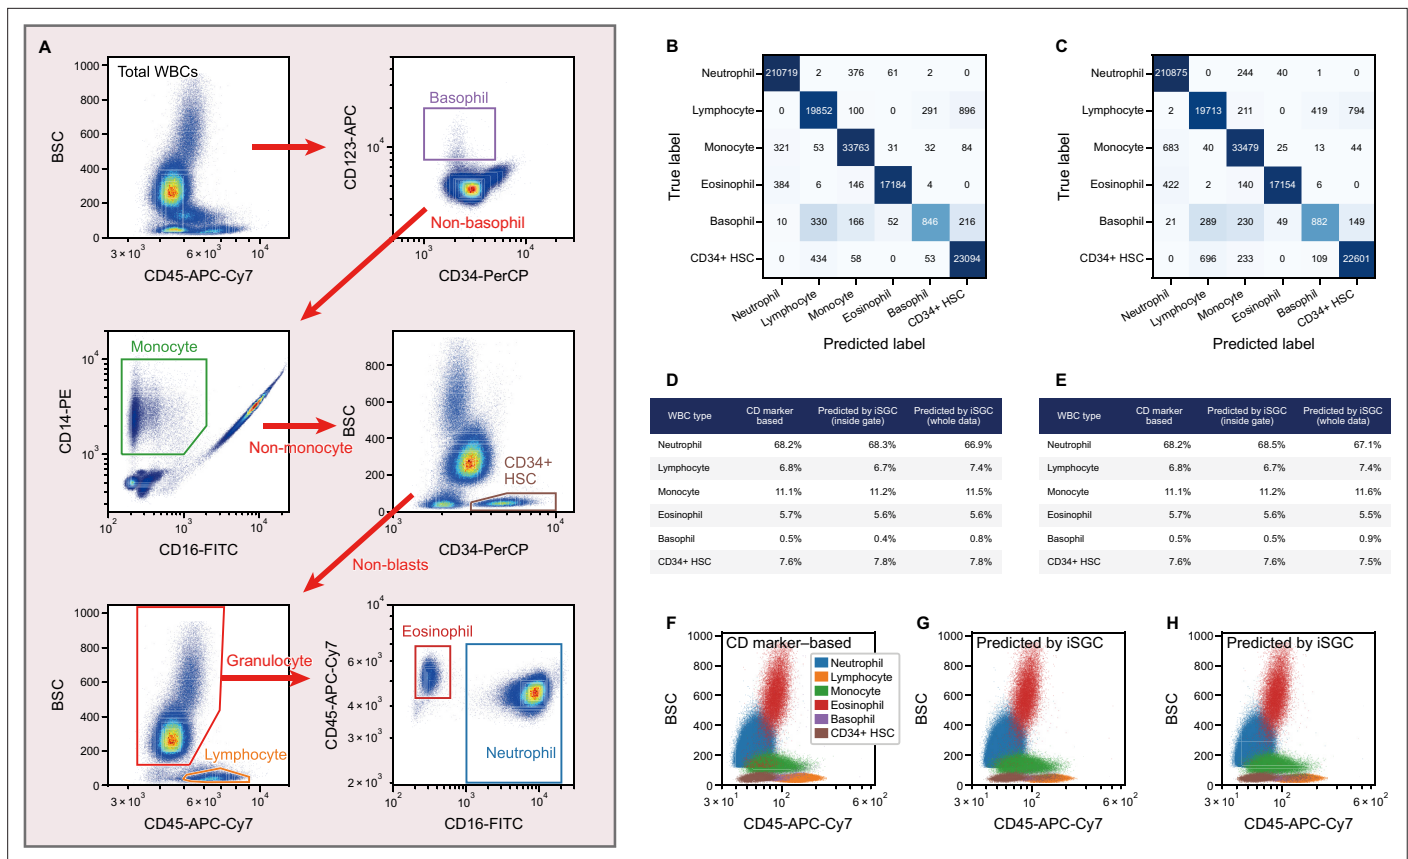 A
Total WBCs
1000
800
600
400
200
0
BSC
3 × 10³
6 × 10³
10⁴
CD45-APC-Cy7
Basophil
10⁴
CD123-APC
Non-basophil
10³
10⁴
CD34-PerCP
Monocyte
10⁴
10³
CD14-PE
Non-monocyte
10²
10³
10⁴
CD16-FITC
800
600
400
200
0
BSC
CD34+
HSC
10³
10⁴
CD34-PerCP
Non-blasts
1000
800
600
400
200
0
BSC
Granulocyte
Lymphocyte
3 × 10³
6 × 10³
10⁴
CD45-APC-Cy7
10⁴
6 × 10³
4 × 10³
3 × 10³
2 × 10³
CD45-APC-Cy7
Eosinophil
Neutrophil
10²
10³
10⁴
CD16-FITC
B
True label
Neutrophil 210719 2 376 61 2 0
Lymphocyte 0 19852 100 0 291 896
Monocyte 321 53 33763 31 32 84
Eosinophil 384 6 146 17184 4 0
Basophil 10 330 166 52 846 216
CD34+ HSC 0 434 58 0 53 23094
Neutrophil Lymphocyte Monocyte Eosinophil Basophil CD34+ HSC
Predicted label
C
True label
Neutrophil 210875 0 244 40 1 0
Lymphocyte 2 19713 211 0 419 794
Monocyte 683 40 33479 25 13 44
Eosinophil 422 2 140 17154 6 0
Basophil 21 289 230 49 882 149
CD34+ HSC 0 696 233 0 109 22601
Neutrophil Lymphocyte Monocyte Eosinophil Basophil CD34+ HSC
Predicted label
D
WBC type CD marker based Predicted by iSGC (inside gate) Predicted by iSGC (whole data)
Neutrophil 68.2% 68.3% 66.9%
Lymphocyte 6.8% 6.7% 7.4%
Monocyte 11.1% 11.2% 11.5%
Eosinophil 5.7% 5.6% 5.6%
Basophil 0.5% 0.4% 0.8%
CD34+ HSC 7.6% 7.8% 7.8%
E
WBC type CD marker based Predicted by iSGC (inside gate) Predicted by iSGC (whole data)
Neutrophil 68.2% 68.5% 67.1%
Lymphocyte 6.8% 6.7% 7.4%
Monocyte 11.1% 11.2% 11.6%
Eosinophil 5.7% 5.6% 5.5%
Basophil 0.5% 0.5% 0.9%
CD34+ HSC 7.6% 7.6% 7.5%
F
CD marker–based
1000
800
600
400
200
0
BSC
Neutrophil
Lymphocyte
Monocyte
Eosinophil
Basophil
CD34+ HSC
3 × 10¹
10²
6 × 10²
CD45-APC-Cy7
G
Predicted by iSGC
1000
800
600
400
200
0
BSC
3 × 10¹
10²
6 × 10²
CD45-APC-Cy7
H
Predicted by iSGC
1000
800
600
400
200
0
BSC
3 × 10¹
10²
6 × 10²
CD45-APC-Cy7